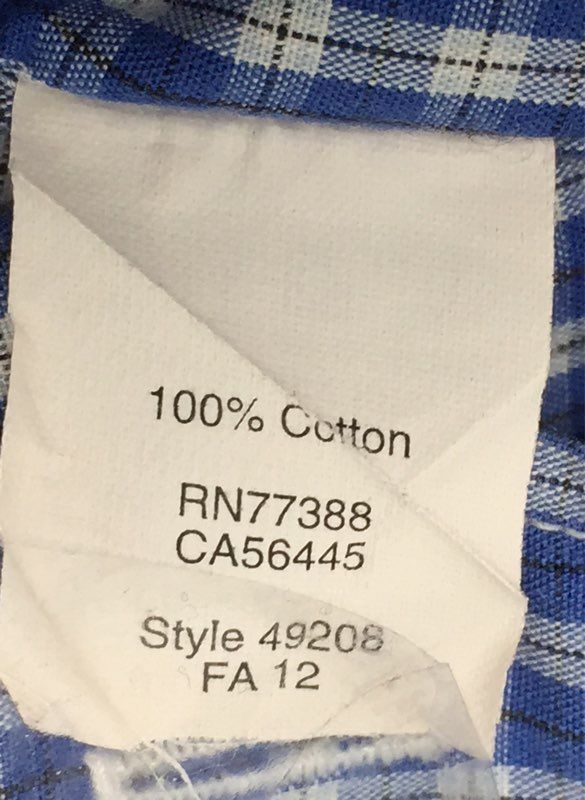 100% Cotton
RN77388
CA56445
Style 49208
FA 12